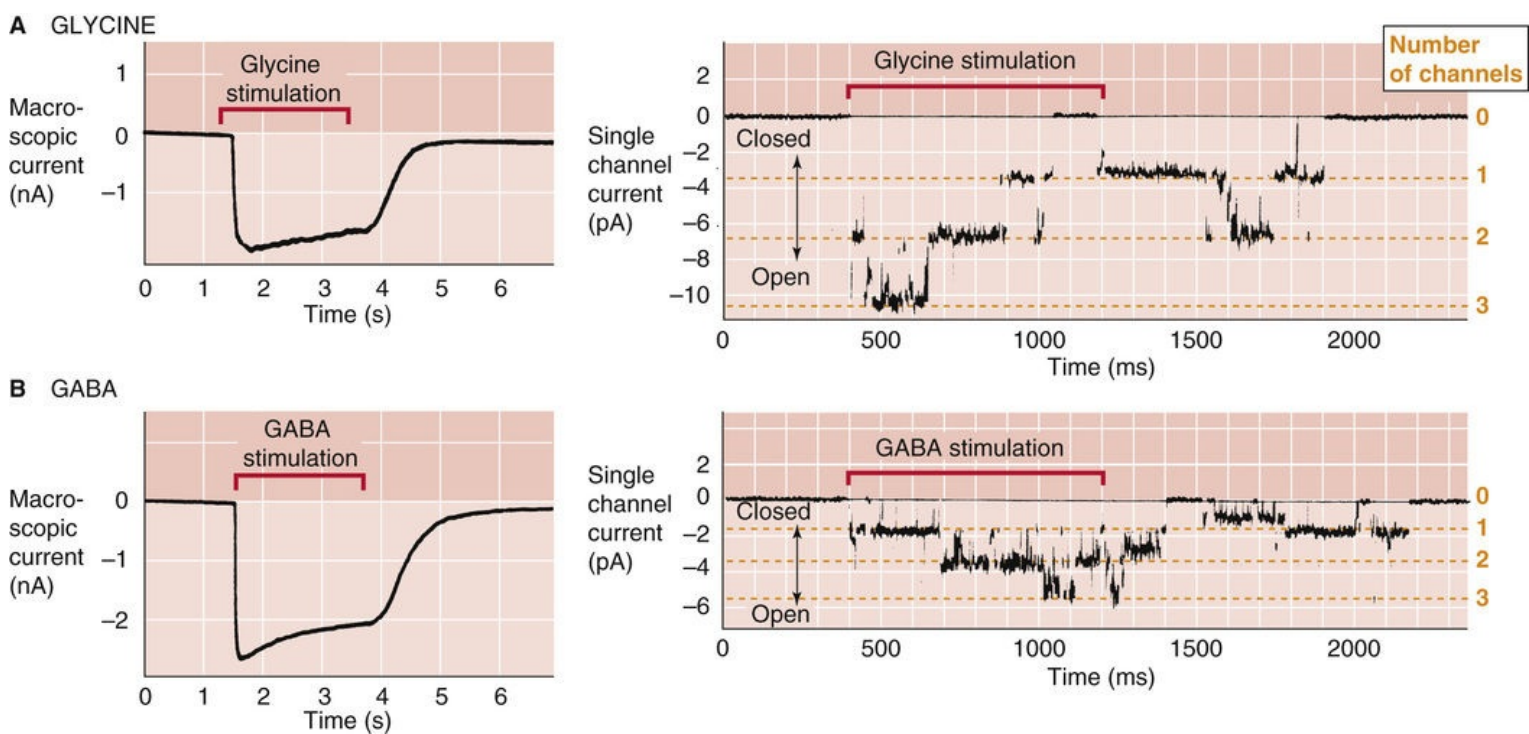 A GLYCINE
Macro-
scopic
current
(nA)
1
0
–1
Glycine
stimulation
0 1 2 3 4 5 6
Time (s)
Single
channel
current
(pA)
2
0
–2
–4
–6
–8
–10
Glycine stimulation
Closed
Open
Number
of channels
0
1
2
3
0 500 1000 1500 2000
Time (ms)
B GABA
Macro-
scopic
current
(nA)
0
–1
–2
GABA
stimulation
0 1 2 3 4 5 6
Time (s)
Single
channel
current
(pA)
2
0
–2
–4
–6
GABA stimulation
Closed
Open
0
1
2
3
0 500 1000 1500 2000
Time (ms)